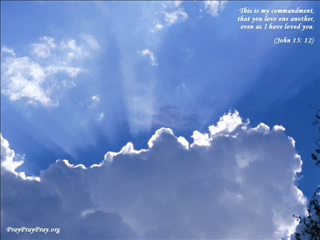 This is my commandment,
that you love one another,
even as I have loved you.
(John 15: 12)
PrayPrayPray.org